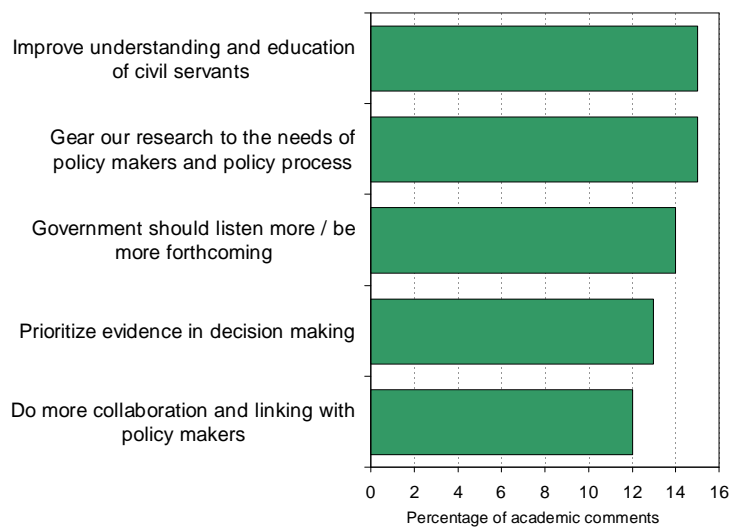 Improve understanding and education
of civil servants
Gear our research to the needs of
policy makers and policy process
Government should listen more / be
more forthcoming
Prioritize evidence in decision making
Do more collaboration and linking with
policy makers
0 2 4 6 8 10 12 14 16
Percentage of academic comments